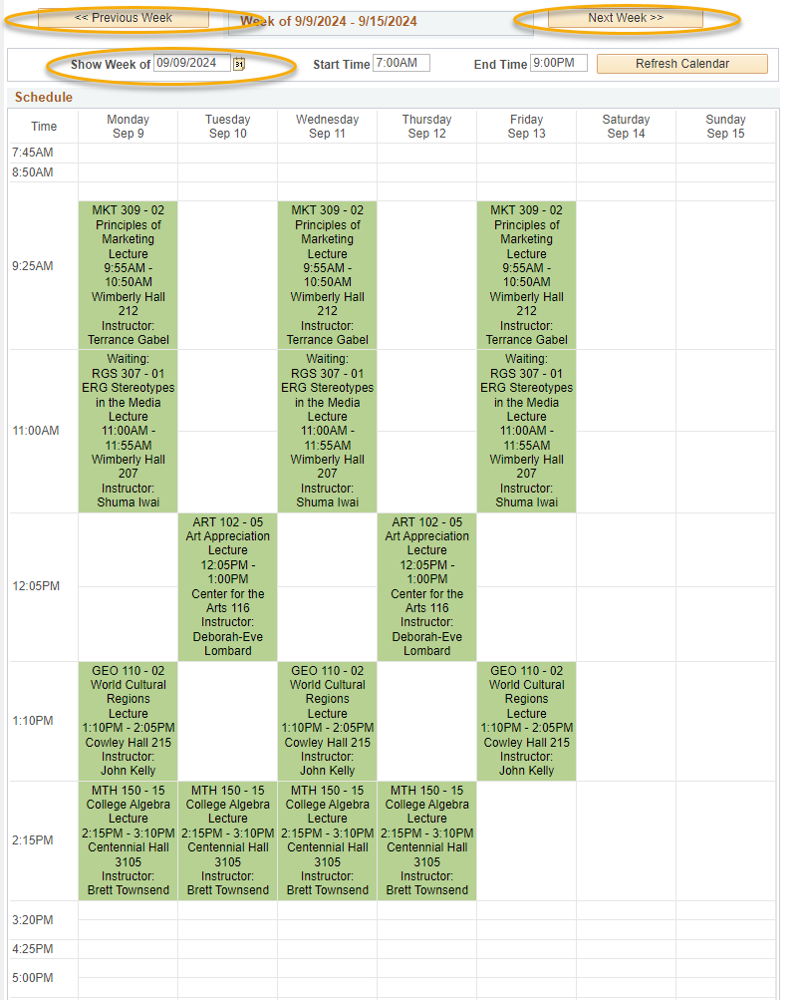 << Previous Week
Week of 9/9/2024 - 9/15/2024
Next Week >>
Show Week of 09/09/2024 31
Start Time 7:00AM
End Time 9:00PM
Refresh Calendar
Schedule
Time
Monday
Sep 9
Tuesday
Sep 10
Wednesday
Sep 11
Thursday
Sep 12
Friday
Sep 13
Saturday
Sep 14
Sunday
Sep 15
7:45AM
8:50AM
9:25AM
MKT 309 - 02
Principles of
Marketing
Lecture
9:55AM -
10:50AM
Wimberly Hall
212
Instructor:
Terrance Gabel
MKT 309 - 02
Principles of
Marketing
Lecture
9:55AM -
10:50AM
Wimberly Hall
212
Instructor:
Terrance Gabel
MKT 309 - 02
Principles of
Marketing
Lecture
9:55AM -
10:50AM
Wimberly Hall
212
Instructor:
Terrance Gabel
11:00AM
Waiting:
RGS 307 - 01
ERG Stereotypes
in the Media
Lecture
11:00AM -
11:55AM
Wimberly Hall
207
Instructor:
Shuma Iwai
Waiting:
RGS 307 - 01
ERG Stereotypes
in the Media
Lecture
11:00AM -
11:55AM
Wimberly Hall
207
Instructor:
Shuma Iwai
Waiting:
RGS 307 - 01
ERG Stereotypes
in the Media
Lecture
11:00AM -
11:55AM
Wimberly Hall
207
Instructor:
Shuma Iwai
12:05PM
ART 102 - 05
Art Appreciation
Lecture
12:05PM -
1:00PM
Center for the
Arts 116
Instructor:
Deborah-Eve
Lombard
ART 102 - 05
Art Appreciation
Lecture
12:05PM -
1:00PM
Center for the
Arts 116
Instructor:
Deborah-Eve
Lombard
1:10PM
GEO 110 - 02
World Cultural
Regions
Lecture
1:10PM - 2:05PM
Cowley Hall 215
Instructor:
John Kelly
GEO 110 - 02
World Cultural
Regions
Lecture
1:10PM - 2:05PM
Cowley Hall 215
Instructor:
John Kelly
GEO 110 - 02
World Cultural
Regions
Lecture
1:10PM - 2:05PM
Cowley Hall 215
Instructor:
John Kelly
2:15PM
MTH 150 - 15
College Algebra
Lecture
2:15PM - 3:10PM
Centennial Hall
3105
Instructor:
Brett Townsend
MTH 150 - 15
College Algebra
Lecture
2:15PM - 3:10PM
Centennial Hall
3105
Instructor:
Brett Townsend
MTH 150 - 15
College Algebra
Lecture
2:15PM - 3:10PM
Centennial Hall
3105
Instructor:
Brett Townsend
MTH 150 - 15
College Algebra
Lecture
2:15PM - 3:10PM
Centennial Hall
3105
Instructor:
Brett Townsend
3:20PM
4:25PM
5:00PM